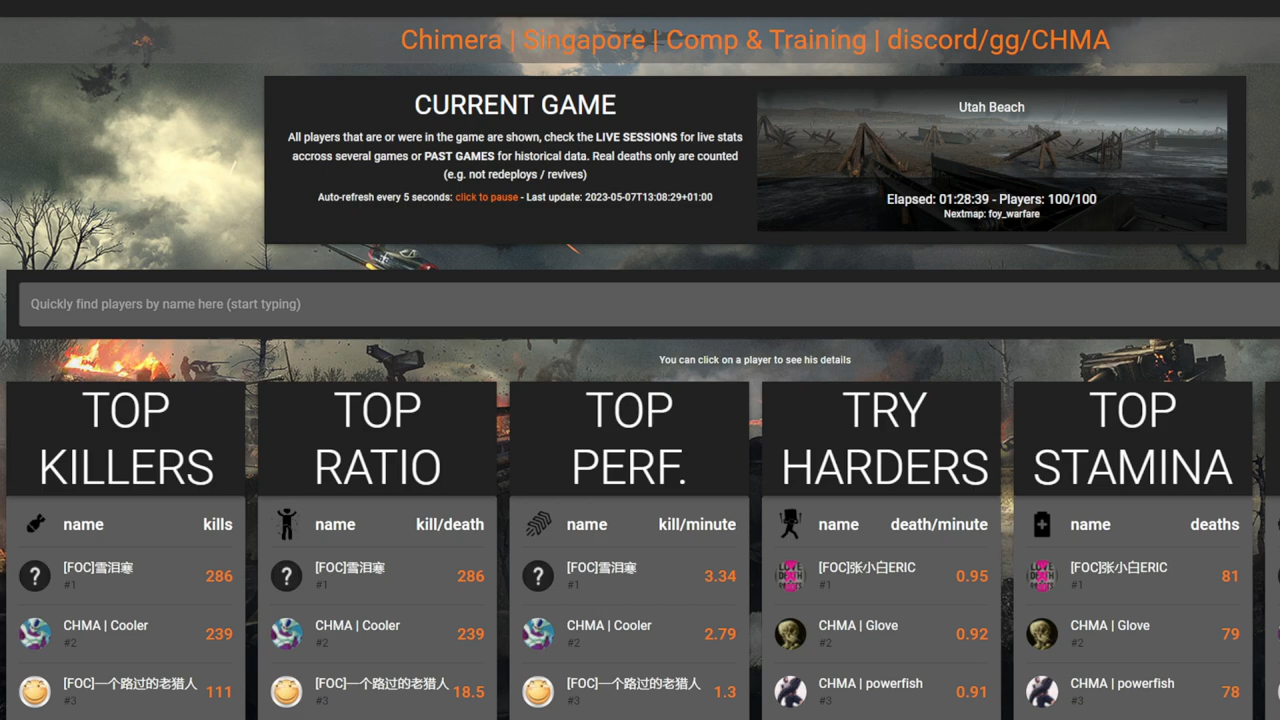 Chimera | Singapore | Comp & Training | discord/gg/CHMA
CURRENT GAME
All players that are or were in the game are shown, check the LIVE SESSIONS for live stats
accross several games or PAST GAMES for historical data. Real deaths only are counted
(e.g. not redeploys / revives)
Auto-refresh every 5 seconds: click to pause - Last update: 2023-05-07T13:08:29+01:00
Utah Beach
Elapsed: 01:28:39 - Players: 100/100
Nextmap: foy_warfare
Quickly find players by name here (start typing)
You can click on a player to see his details
TOP
KILLERS
name kills
[FOC]雪泪寒 286
#1
CHMA | Cooler 239
#2
[FOC]一个路过的老猎人 111
#3
TOP
RATIO
name kill/death
[FOC]雪泪寒 286
#1
CHMA | Cooler 239
#2
[FOC]一个路过的老猎人 18.5
#3
TOP
PERF.
name kill/minute
[FOC]雪泪寒 3.34
#1
CHMA | Cooler 2.79
#2
[FOC]一个路过的老猎人 1.3
#3
TRY
HARDERS
name death/minute
[FOC]张小白ERIC 0.95
#1
CHMA | Glove 0.92
#2
CHMA | powerfish 0.91
#3
TOP
STAMINA
name deaths
[FOC]张小白ERIC 81
#1
CHMA | Glove 79
#2
CHMA | powerfish 78
#3